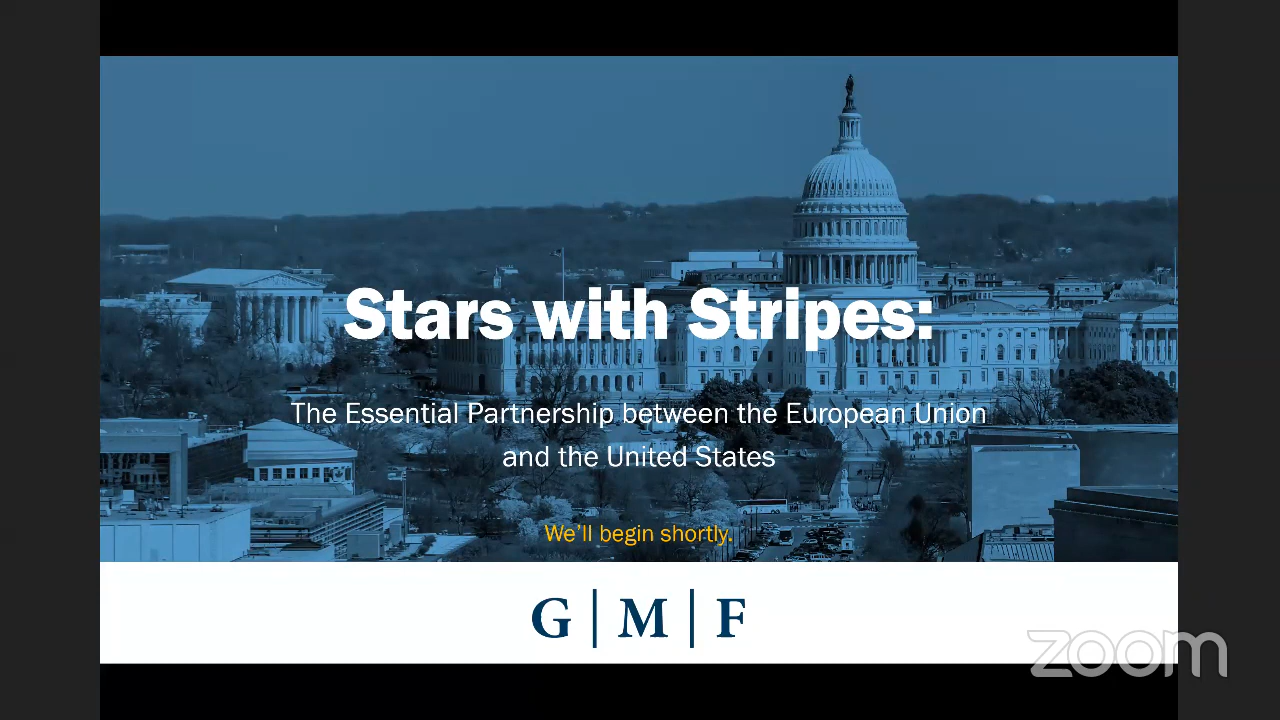 Stars with Stripes:
The Essential Partnership between the European Union
and the United States
We'll begin shortly.
G|M|F
zoom